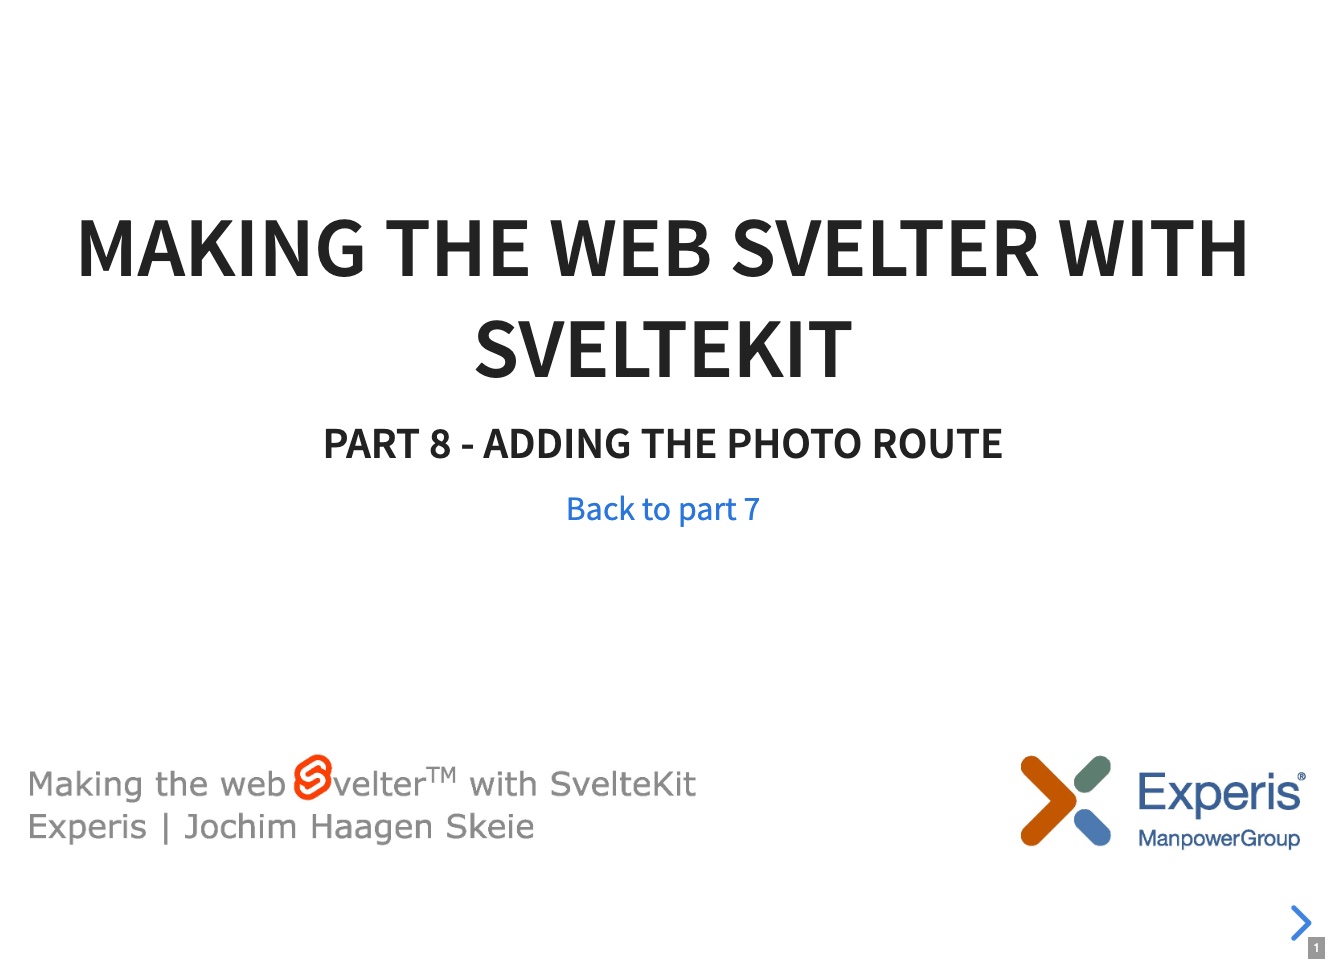 MAKING THE WEB SVELTER WITH
SVELTEKIT
PART 8 - ADDING THE PHOTO ROUTE
Back to part 7
Making the web Svelter™ with SvelteKit
Experis | Jochim Haagen Skeie
Experis®
ManpowerGroup
1